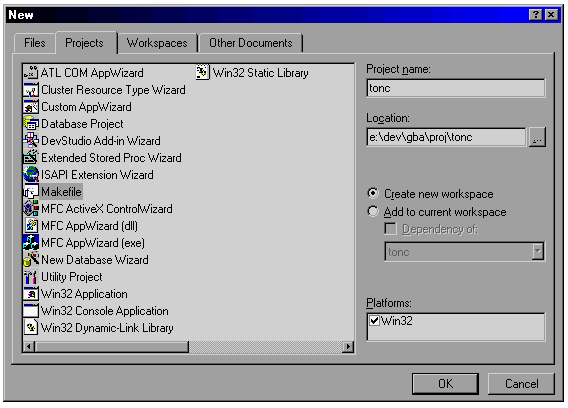 New
Files
Projects
Workspaces
Other Documents
ATL COM AppWizard
Cluster Resource Type Wizard
Custom AppWizard
Database Project
DevStudio Add-in Wizard
Extended Stored Proc Wizard
ISAPI Extension Wizard
Makefile
MFC ActiveX ControlWizard
MFC AppWizard (dll)
MFC AppWizard (exe)
New Database Wizard
Utility Project
Win32 Application
Win32 Console Application
Win32 Dynamic-Link Library
Win32 Static Library
Project name:
tonc
Location:
e:\dev\gba\proj\tonc
...
Create new workspace
Add to current workspace
Dependency of:
tonc
Platforms:
Win32
OK
Cancel